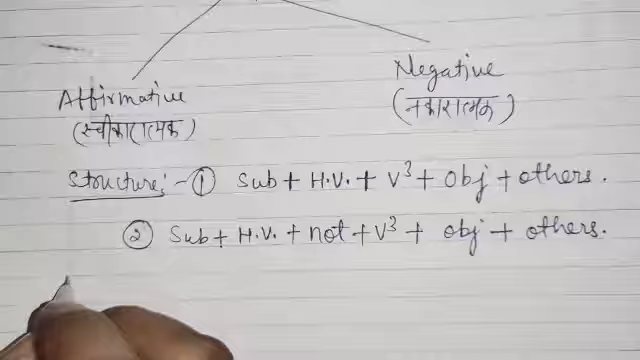 Affirmative
(स्वीकारात्मक)
Negative
(नकारात्मक)
Structure:- ① Sub + H.V. + V³ + Obj + others.
② Sub + H.V. + not + V³ + obj + others.